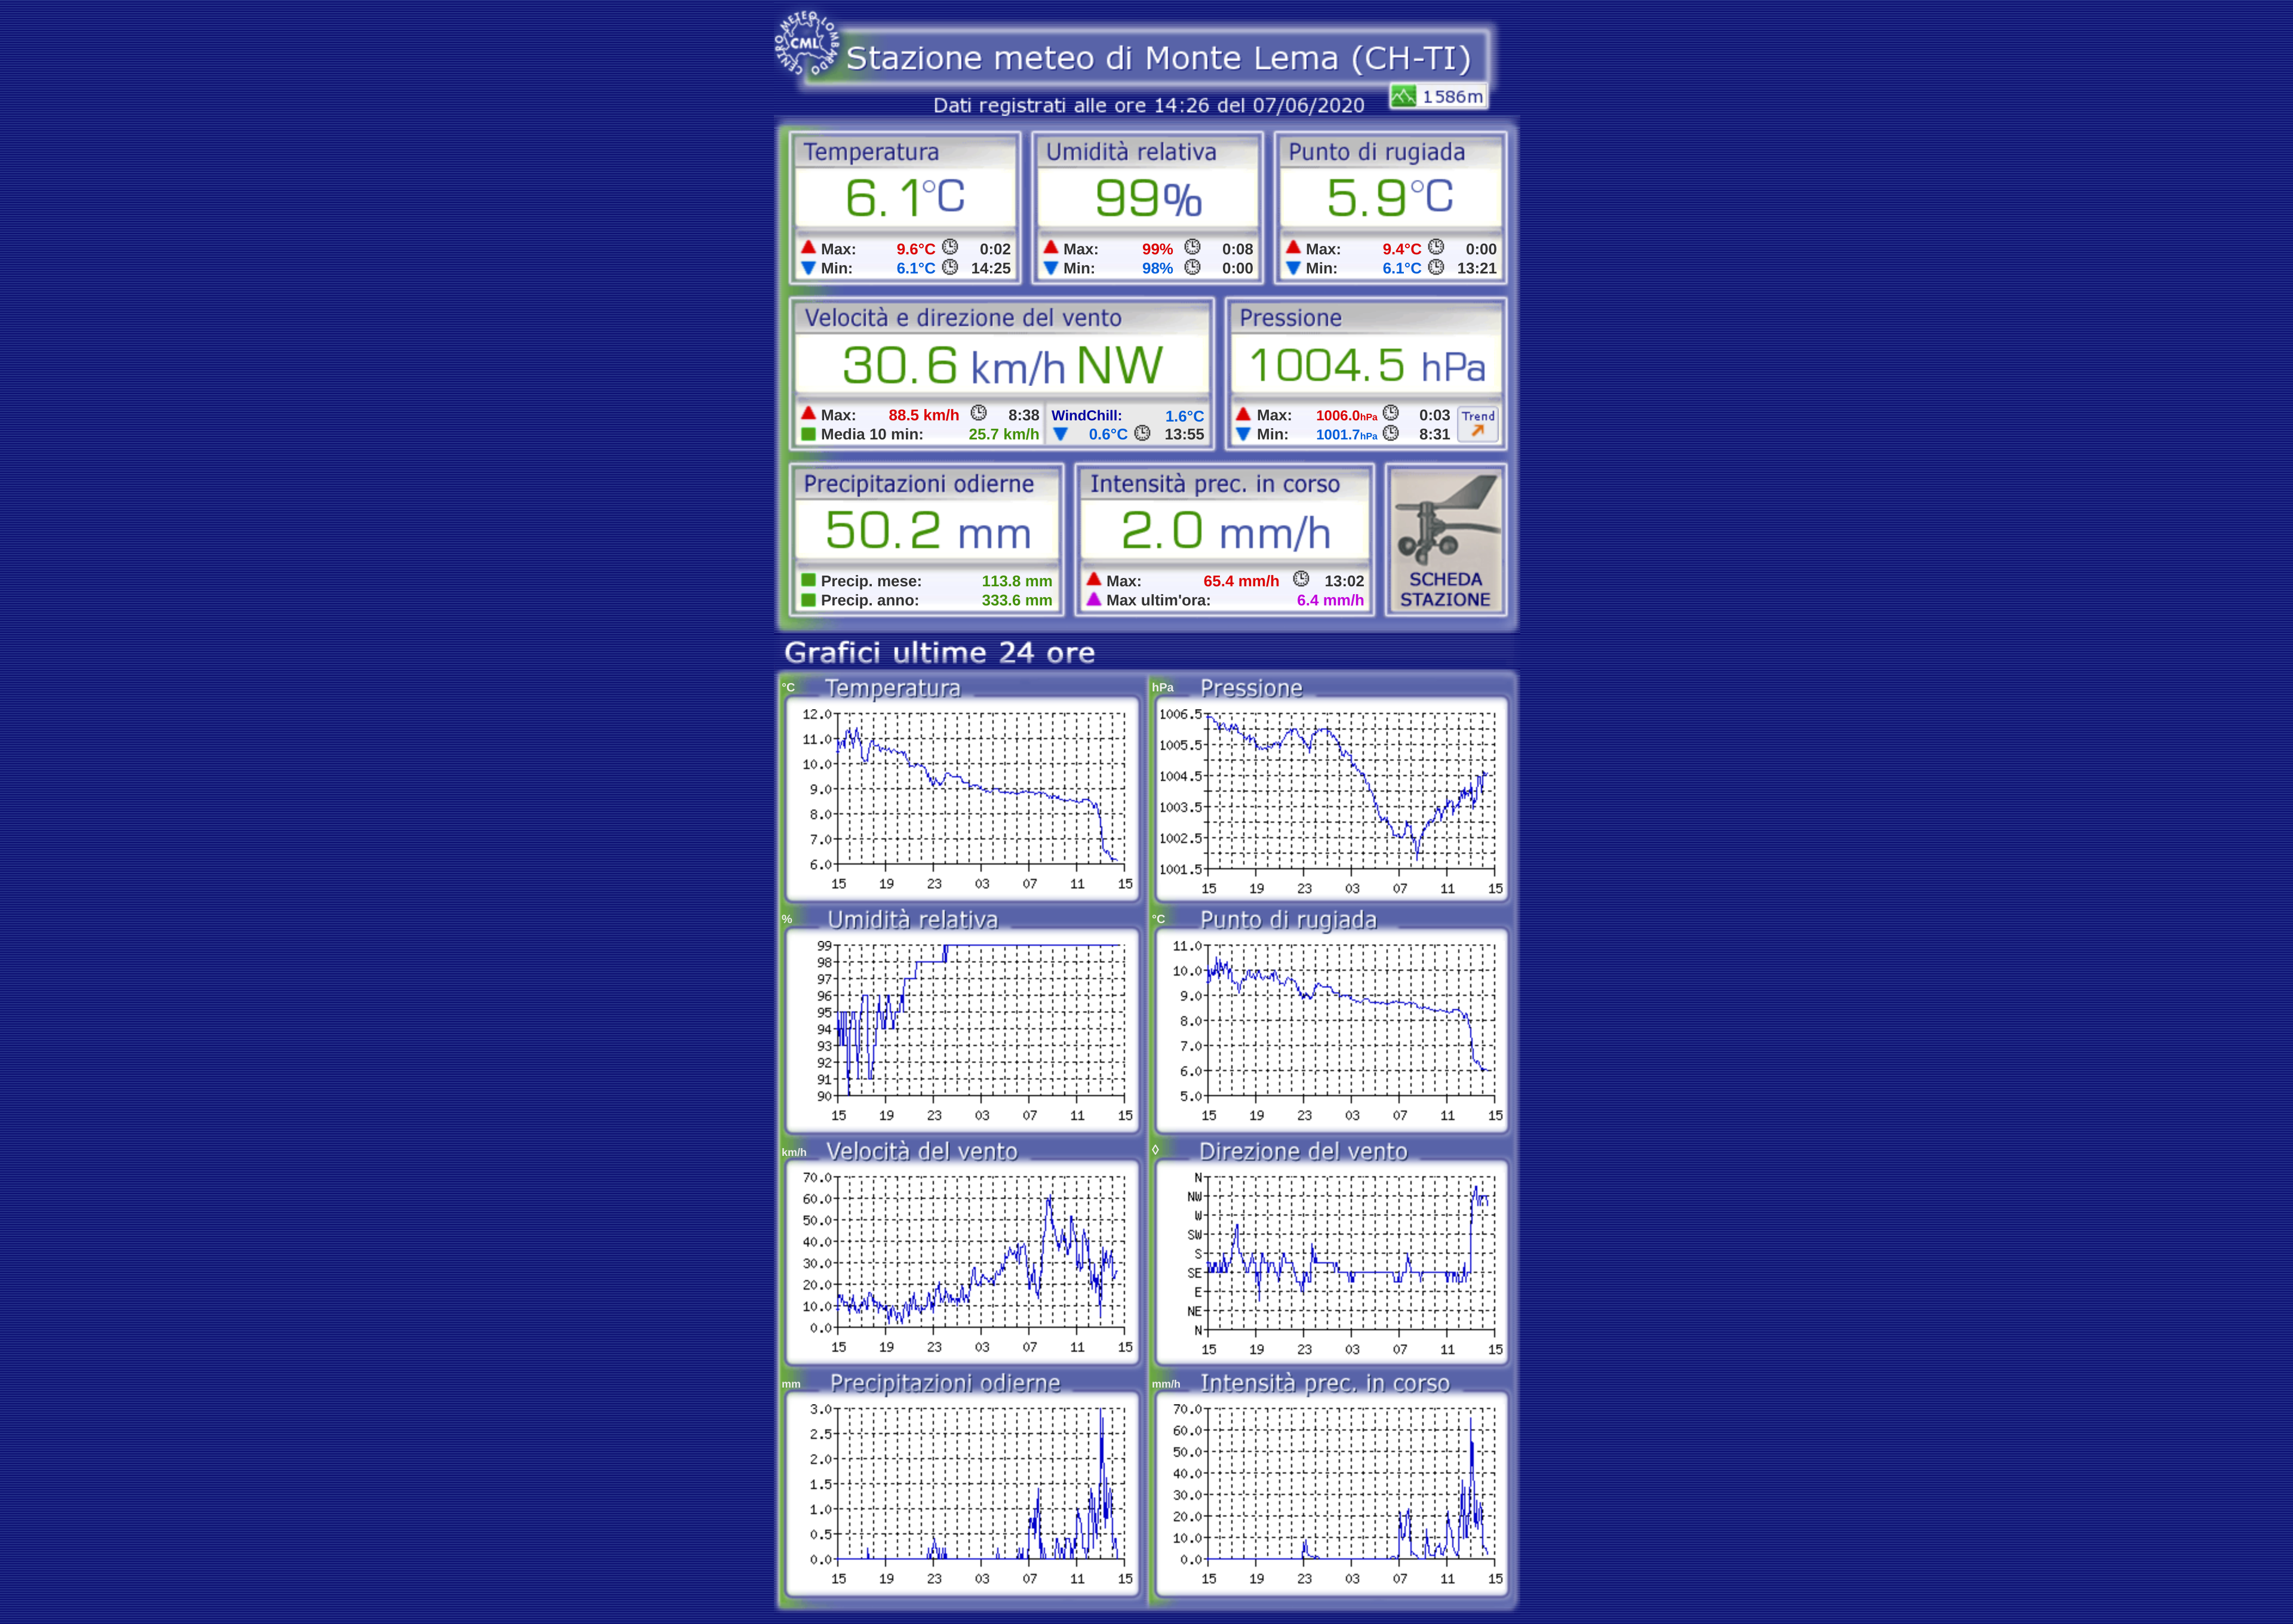 CENTRO METEO LOMBARDO
CML
Stazione meteo di Monte Lema (CH-TI)
Dati registrati alle ore 14:26 del 07/06/2020
1586m
Temperatura
6.1°C
Max: 9.6°C 0:02
Min: 6.1°C 14:25
Umidità relativa
99%
Max: 99% 0:08
Min: 98% 0:00
Punto di rugiada
5.9°C
Max: 9.4°C 0:00
Min: 6.1°C 13:21
Velocità e direzione del vento
30.6 km/h NW
Max: 88.5 km/h 8:38
Media 10 min: 25.7 km/h
WindChill: 1.6°C
0.6°C 13:55
Pressione
1004.5 hPa
Max: 1006.0hPa 0:03
Min: 1001.7hPa 8:31
Trend
Precipitazioni odierne
50.2 mm
Precip. mese: 113.8 mm
Precip. anno: 333.6 mm
Intensità prec. in corso
2.0 mm/h
Max: 65.4 mm/h 13:02
Max ultim'ora: 6.4 mm/h
SCHEDA
STAZIONE
Grafici ultime 24 ore
°C Temperatura
12.0
11.0
10.0
9.0
8.0
7.0
6.0
15 19 23 03 07 11 15
hPa Pressione
1006.5
1005.5
1004.5
1003.5
1002.5
1001.5
15 19 23 03 07 11 15
% Umidità relativa
99
98
97
96
95
94
93
92
91
90
15 19 23 03 07 11 15
°C Punto di rugiada
11.0
10.0
9.0
8.0
7.0
6.0
5.0
15 19 23 03 07 11 15
km/h Velocità del vento
70.0
60.0
50.0
40.0
30.0
20.0
10.0
0.0
15 19 23 03 07 11 15
◊ Direzione del vento
N
NW
W
SW
S
SE
E
NE
N
15 19 23 03 07 11 15
mm Precipitazioni odierne
3.0
2.5
2.0
1.5
1.0
0.5
0.0
15 19 23 03 07 11 15
mm/h Intensità prec. in corso
70.0
60.0
50.0
40.0
30.0
20.0
10.0
0.0
15 19 23 03 07 11 15